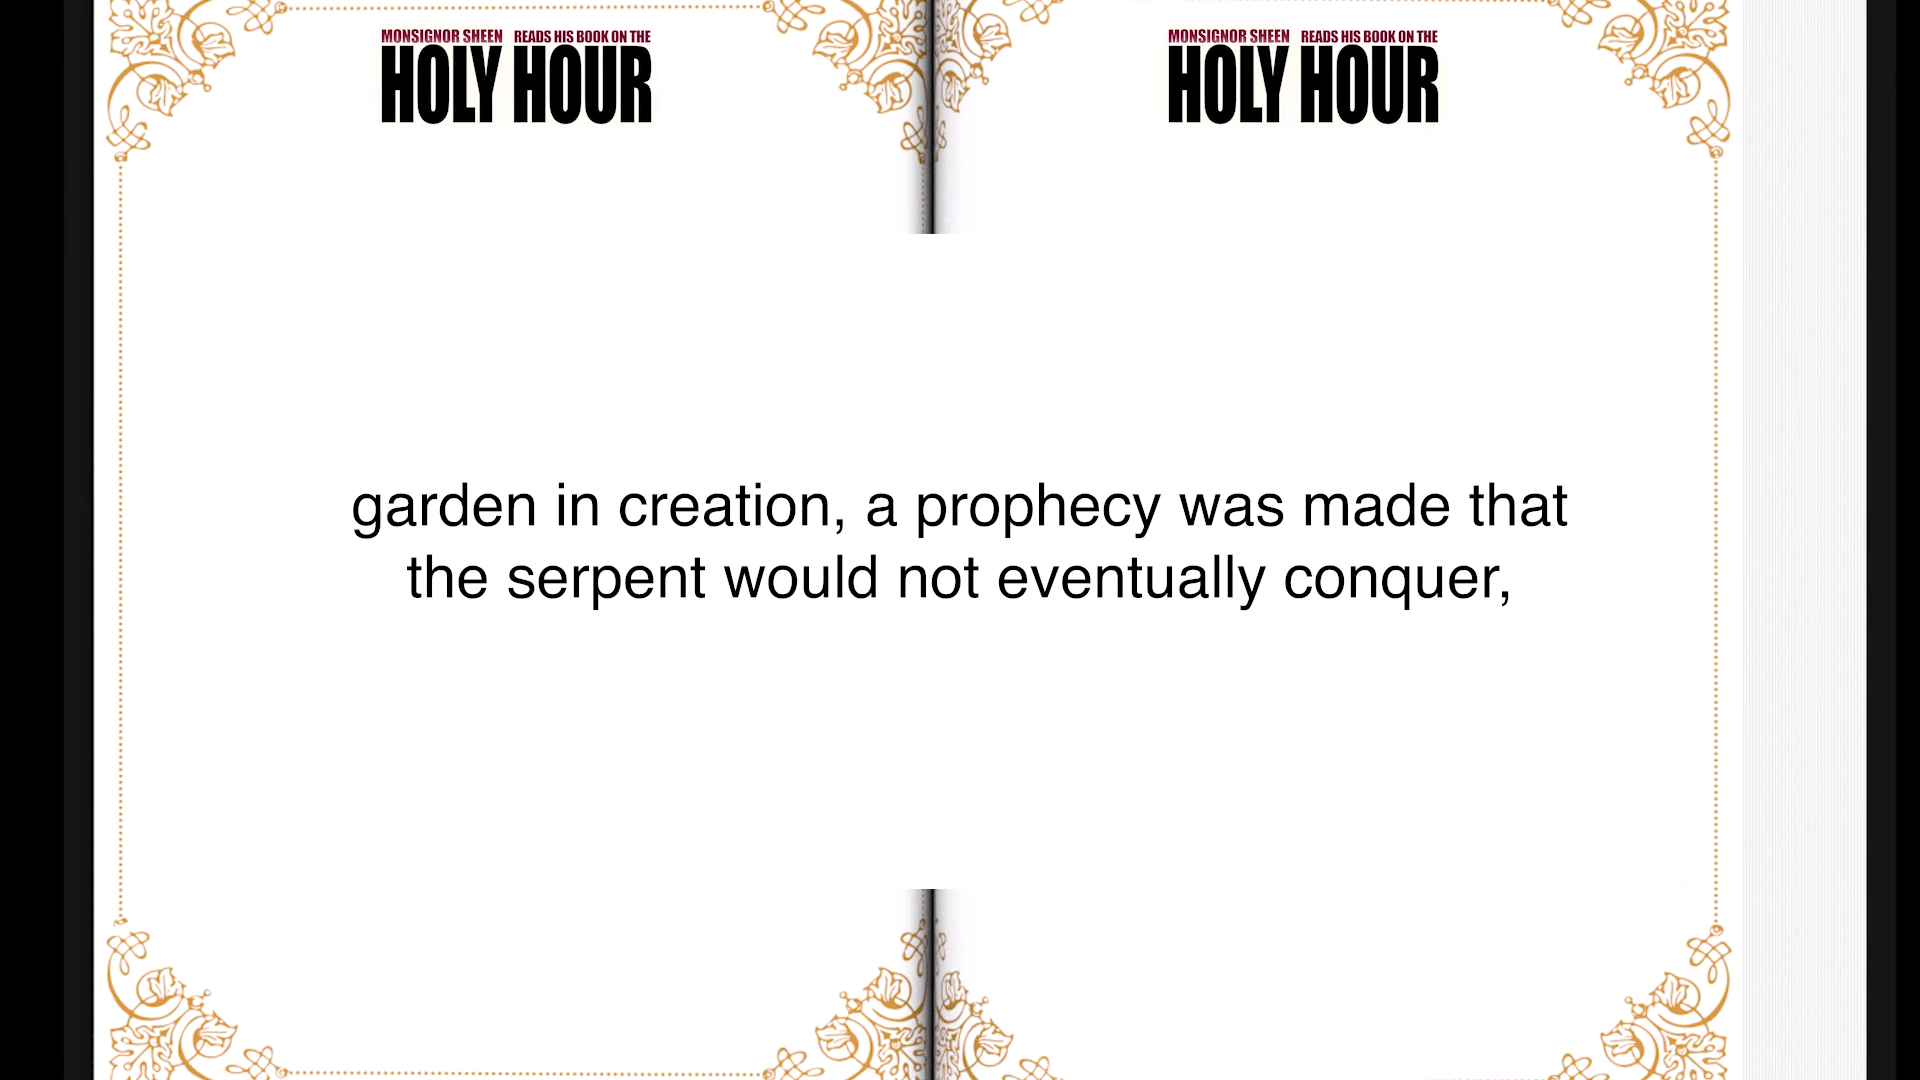 MONSIGNOR SHEEN READS HIS BOOK ON THE
HOLY HOUR
MONSIGNOR SHEEN READS HIS BOOK ON THE
HOLY HOUR
garden in creation, a prophecy was made that
the serpent would not eventually conquer,